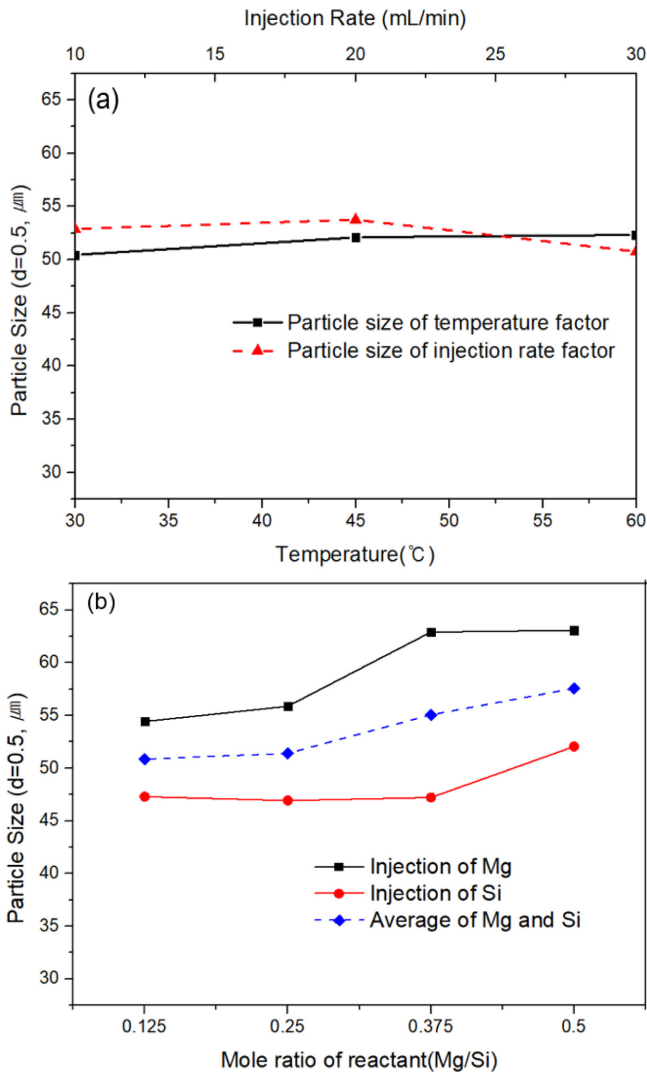 Injection Rate (mL/min)
10 15 20 25 30
(a)
65
60
55
50
45
40
35
30
Particle Size (d=0.5, ㎛)
Particle size of temperature factor
Particle size of injection rate factor
30 35 40 45 50 55 60
Temperature(℃)
(b)
65
60
55
50
45
40
35
30
Particle Size (d=0.5, ㎛)
Injection of Mg
Injection of Si
Average of Mg and Si
0.125 0.25 0.375 0.5
Mole ratio of reactant(Mg/Si)